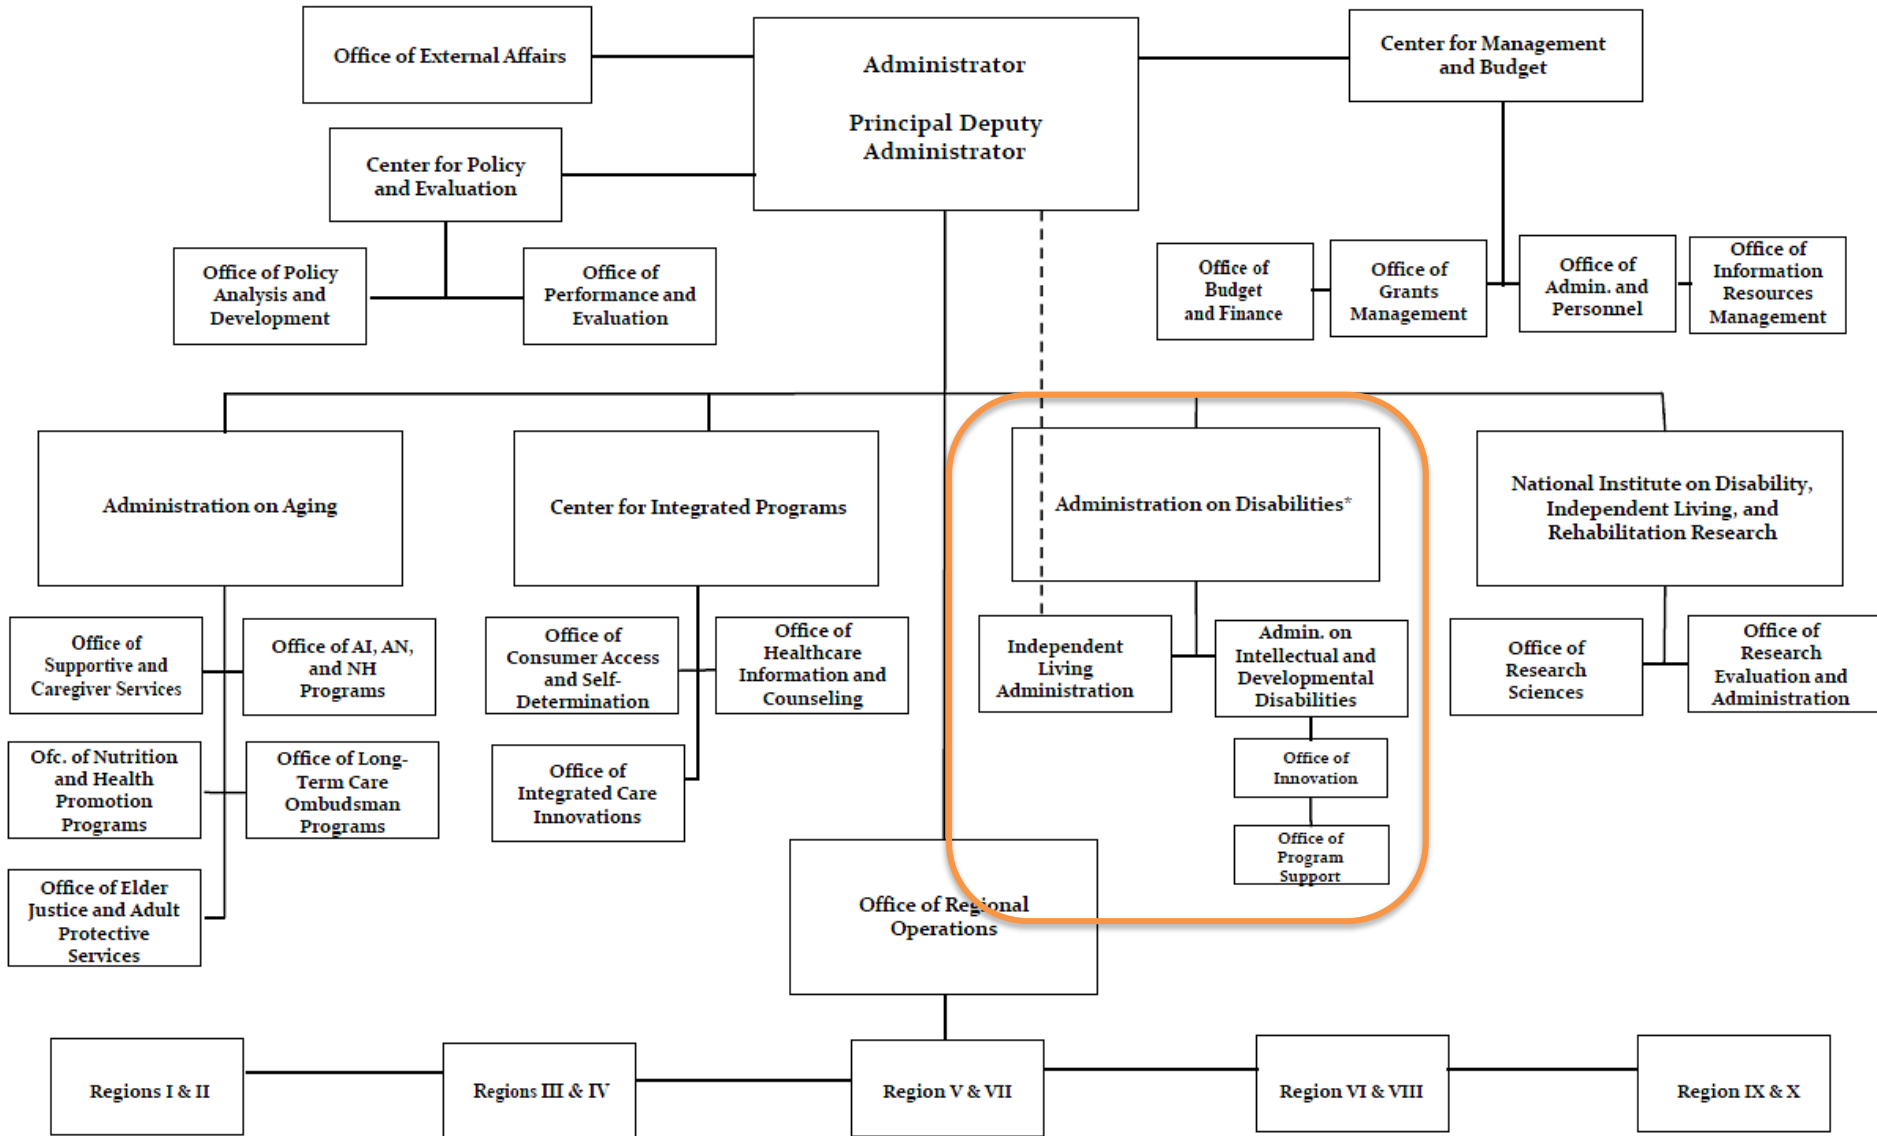 Office of External Affairs
Administrator
Principal Deputy
Administrator
Center for Management
and Budget
Center for Policy
and Evaluation
Office of Policy
Analysis and
Development
Office of
Performance and
Evaluation
Office of
Budget
and Finance
Office of
Grants
Management
Office of
Admin. and
Personnel
Office of
Information
Resources
Management
Administration on Aging
Center for Integrated Programs
Administration on Disabilities*
National Institute on Disability,
Independent Living, and
Rehabilitation Research
Office of
Supportive and
Caregiver Services
Office of AI, AN,
and NH
Programs
Office of
Consumer Access
and Self-
Determination
Office of
Healthcare
Information and
Counseling
Independent
Living
Administration
Admin. on
Intellectual and
Developmental
Disabilities
Office of
Research
Sciences
Office of
Research
Evaluation and
Administration
Ofc. of Nutrition
and Health
Promotion
Programs
Office of Long-
Term Care
Ombudsman
Programs
Office of
Integrated Care
Innovations
Office of
Innovation
Office of
Program
Support
Office of Elder
Justice and Adult
Protective
Services
Office of Regional
Operations
Regions I & II
Regions III & IV
Region V & VII
Region VI & VIII
Region IX & X